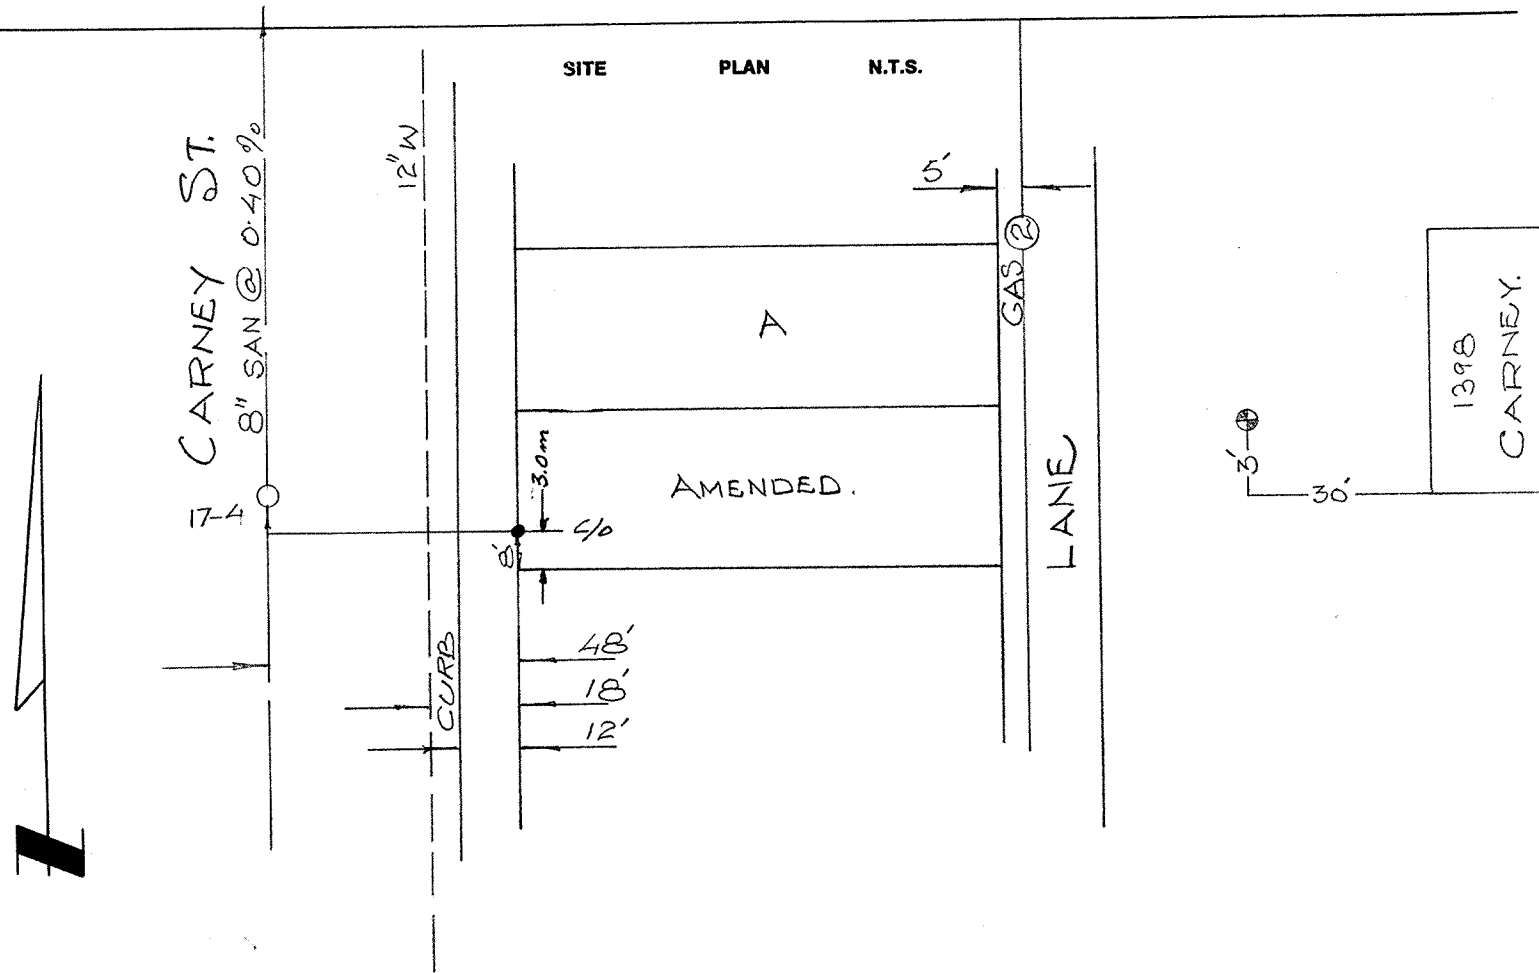 SITE PLAN N.T.S.
CARNEY ST.
8" SAN @ 0.40%
12" W
5'
GAS 2
A
1398
CARNEY.
3.0m
AMENDED.
LANE
3'
30'
17-4
c/o
8'
CURB
48'
18'
12'
N